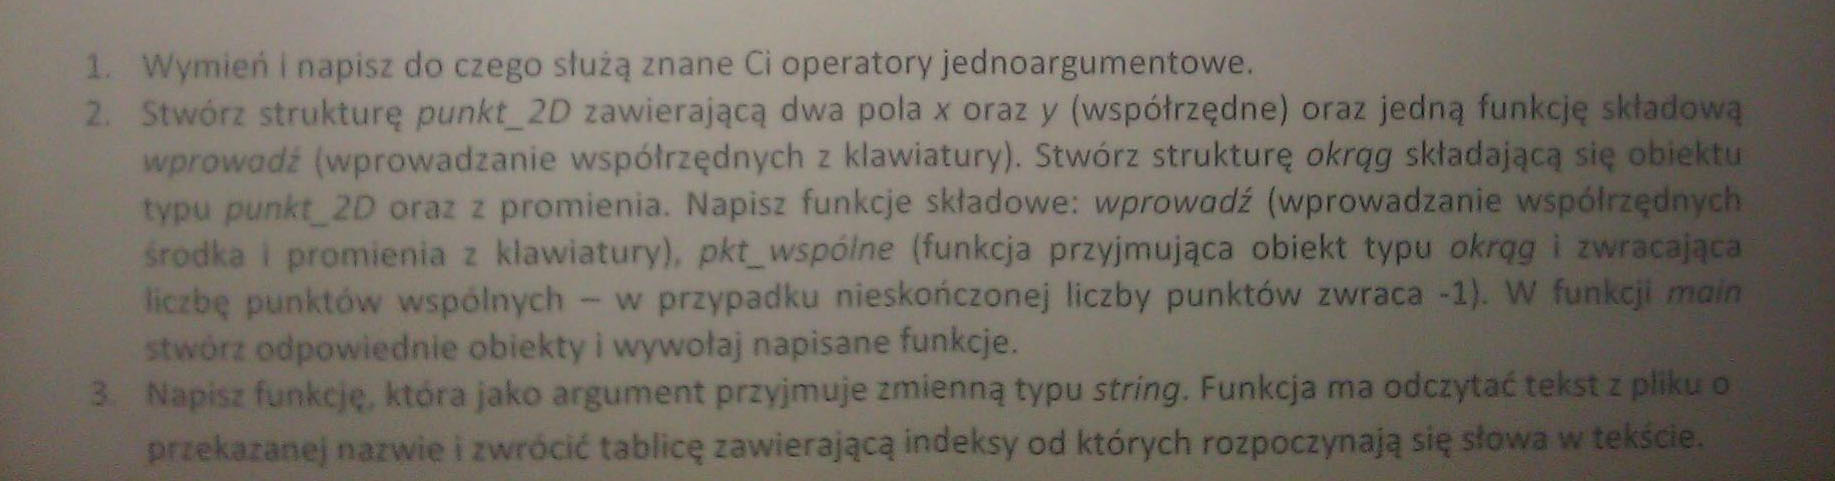 1. Wymień i napisz do czego służą znane Ci operatory jednoargumentowe.
2. Stwórz strukturę punkt_2D zawierającą dwa pola x oraz y (współrzędne) oraz jedną funkcję składową
wprowadź (wprowadzanie współrzędnych z klawiatury). Stwórz strukturę okrąg składającą się obiektu
typu punkt_2D oraz z promienia. Napisz funkcje składowe: wprowadź (wprowadzanie współrzędnych
środka i promienia z klawiatury), pkt_wspólne (funkcja przyjmująca obiekt typu okrąg i zwracająca
liczbę punktów wspólnych – w przypadku nieskończonej liczby punktów zwraca -1). W funkcji main
stwórz odpowiednie obiekty i wywołaj napisane funkcje.
3. Napisz funkcję, która jako argument przyjmuje zmienną typu string. Funkcja ma odczytać tekst z pliku o
przekazanej nazwie i zwrócić tablicę zawierającą indeksy od których rozpoczynają się słowa w tekście.